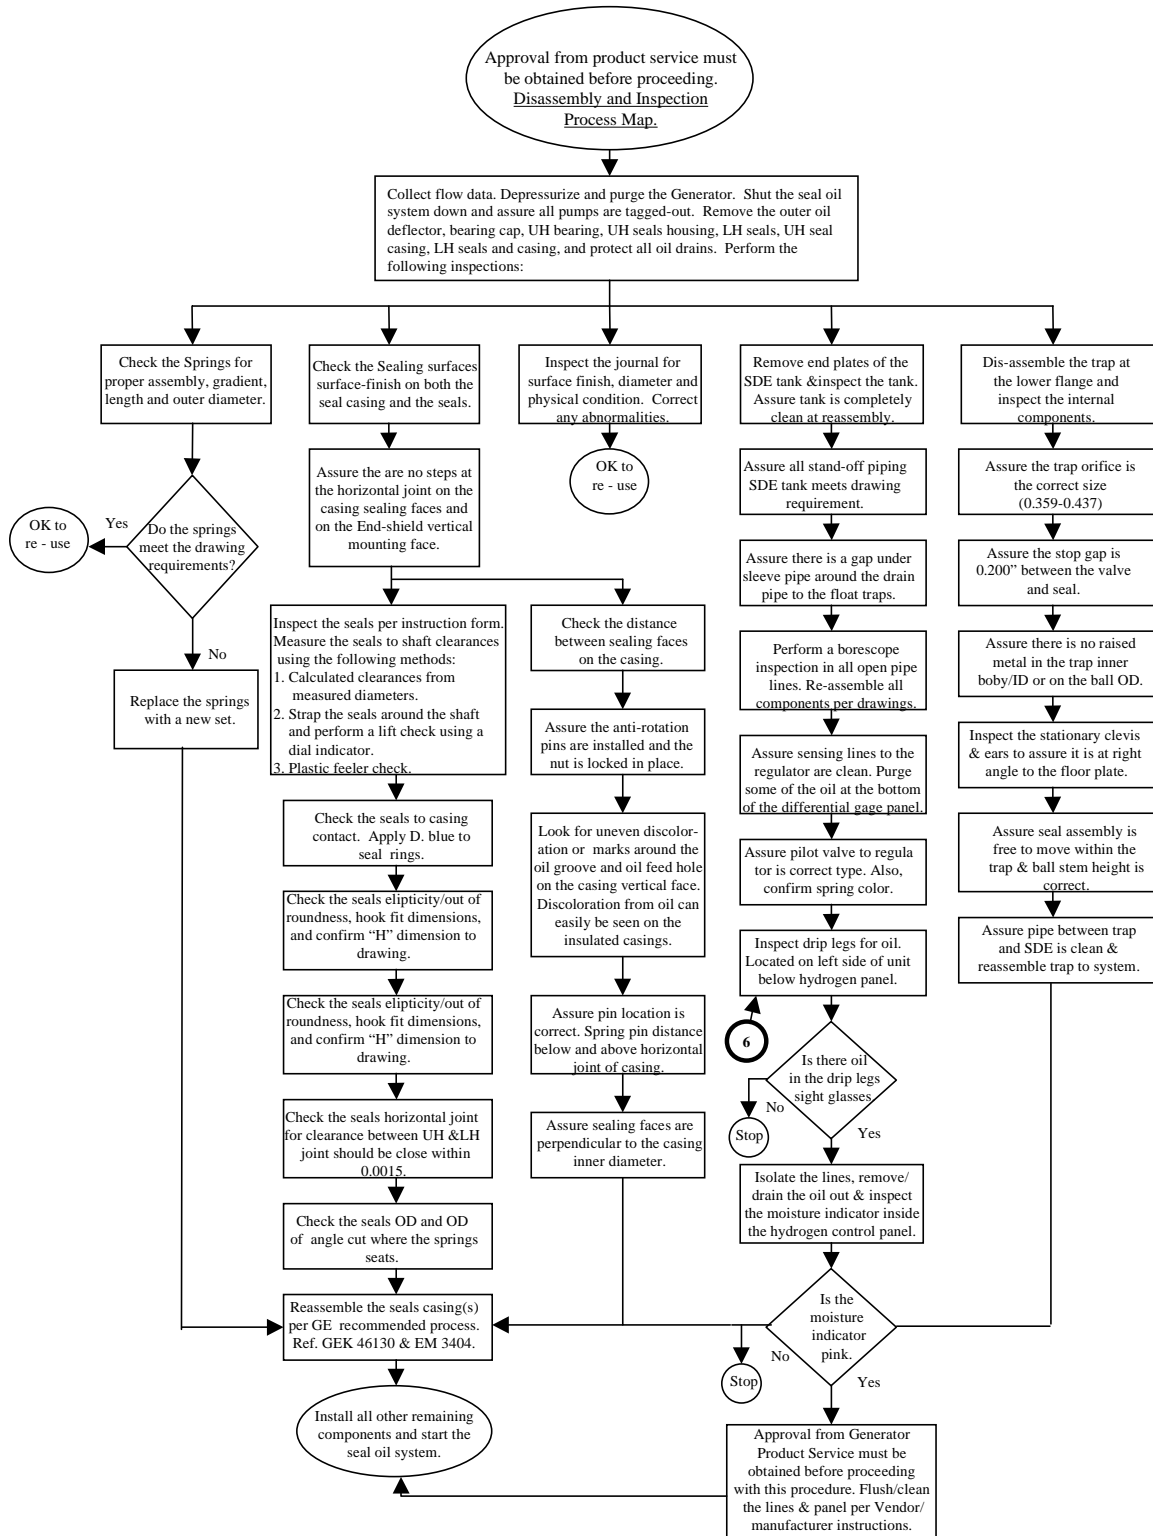 Approval from product service must
be obtained before proceeding.
Disassembly and Inspection
Process Map.
Collect flow data. Depressurize and purge the Generator. Shut the seal oil
system down and assure all pumps are tagged-out. Remove the outer oil
deflector, bearing cap, UH bearing, UH seals housing, LH seals, UH seal
casing, LH seals and casing, and protect all oil drains. Perform the
following inspections:
Check the Springs for
proper assembly, gradient,
length and outer diameter.
Do the springs
meet the drawing
requirements?
Yes
OK to
re - use
No
Replace the springs
with a new set.
Check the Sealing surfaces
surface-finish on both the
seal casing and the seals.
Assure the are no steps at
the horizontal joint on the
casing sealing faces and
on the End-shield vertical
mounting face.
Inspect the seals per instruction form.
Measure the seals to shaft clearances
using the following methods:
1. Calculated clearances from
measured diameters.
2. Strap the seals around the shaft
and perform a lift check using a
dial indicator.
3. Plastic feeler check.
Check the seals to casing
contact. Apply D. blue to
seal rings.
Check the seals elipticity/out of
roundness, hook fit dimensions,
and confirm “H” dimension to
drawing.
Check the seals elipticity/out of
roundness, hook fit dimensions,
and confirm “H” dimension to
drawing.
Check the seals horizontal joint
for clearance between UH &LH
joint should be close within
0.0015.
Check the seals OD and OD
of angle cut where the springs
seats.
Reassemble the seals casing(s)
per GE recommended process.
Ref. GEK 46130 & EM 3404.
Install all other remaining
components and start the
seal oil system.
Check the distance
between sealing faces
on the casing.
Assure the anti-rotation
pins are installed and the
nut is locked in place.
Look for uneven discolor-
ation or marks around the
oil groove and oil feed hole
on the casing vertical face.
Discoloration from oil can
easily be seen on the
insulated casings.
Assure pin location is
correct. Spring pin distance
below and above horizontal
joint of casing.
Assure sealing faces are
perpendicular to the casing
inner diameter.
Inspect the journal for
surface finish, diameter and
physical condition. Correct
any abnormalities.
OK to
re - use
Remove end plates of the
SDE tank &inspect the tank.
Assure tank is completely
clean at reassembly.
Assure all stand-off piping
SDE tank meets drawing
requirement.
Assure there is a gap under
sleeve pipe around the drain
pipe to the float traps.
Perform a borescope
inspection in all open pipe
lines. Re-assemble all
components per drawings.
Assure sensing lines to the
regulator are clean. Purge
some of the oil at the bottom
of the differential gage panel.
Assure pilot valve to regula
tor is correct type. Also,
confirm spring color.
Inspect drip legs for oil.
Located on left side of unit
below hydrogen panel.
6
Is there oil
in the drip legs
sight glasses
No
Stop
Yes
Isolate the lines, remove/
drain the oil out & inspect
the moisture indicator inside
the hydrogen control panel.
Is the
moisture
indicator
pink.
No
Stop
Yes
Approval from Generator
Product Service must be
obtained before proceeding
with this procedure. Flush/clean
the lines & panel per Vendor/
manufacturer instructions.
Dis-assemble the trap at
the lower flange and
inspect the internal
components.
Assure the trap orifice is
the correct size
(0.359-0.437)
Assure the stop gap is
0.200” between the valve
and seal.
Assure there is no raised
metal in the trap inner
boby/ID or on the ball OD.
Inspect the stationary clevis
& ears to assure it is at right
angle to the floor plate.
Assure seal assembly is
free to move within the
trap & ball stem height is
correct.
Assure pipe between trap
and SDE is clean &
reassemble trap to system.